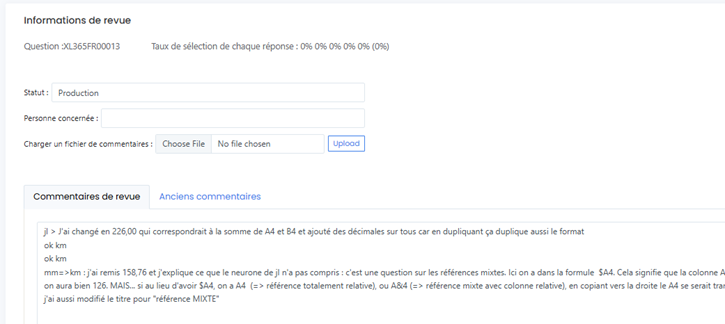 Informations de revue
Question :XL365FR00013 Taux de sélection de chaque réponse : 0% 0% 0% 0% 0% (0%)
Statut : Production
Personne concernée :
Charger un fichier de commentaires : Choose File No file chosen Upload
Commentaires de revue Anciens commentaires
jl > J'ai changé en 226,00 qui correspondrait à la somme de A4 et B4 et ajouté des décimales sur tous car en dupliquant ça duplique aussi le format
ok km
ok km
mm=>km : j'ai remis 158,76 et j'explique ce que le neurone de jl n'a pas compris : c'est une question sur les références mixtes. Ici on a dans la formule $A4. Cela signifie que la colonne A
on aura bien 126. MAIS... si au lieu d'avoir $A4, on a A4 (=> référence totalement relative), ou A&4 (=> référence mixte avec colonne relative), en copiant vers la droite le A4 se serait tra
j'ai aussi modifié le titre pour "référence MIXTE"